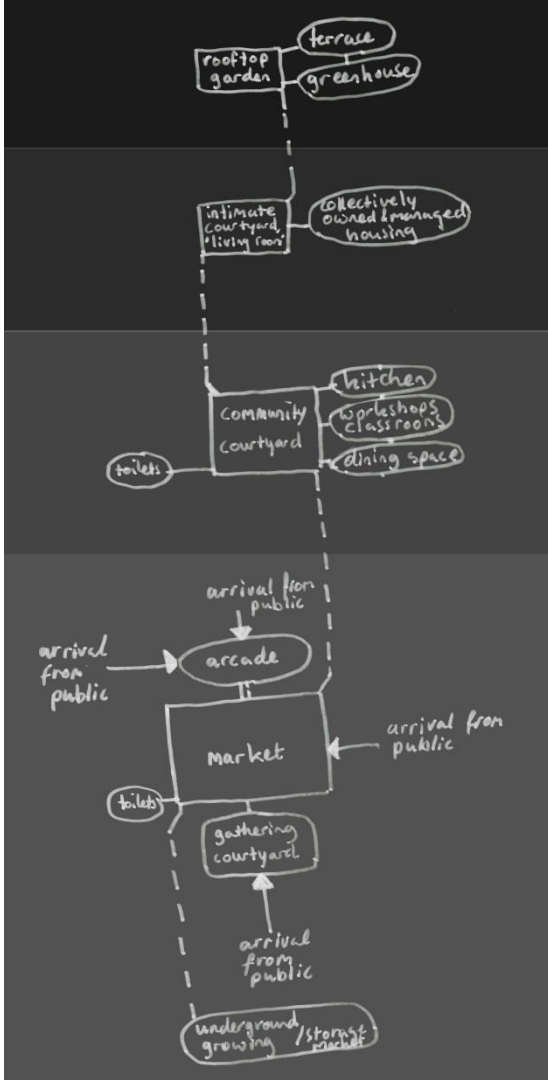 terrace
rooftop
garden
greenhouse
intimate
courtyard,
'living room'
collectively
owned & managed
housing
kitchen
community
courtyard
workshops
classrooms
dining space
toilets
arrival from
public
arrival
from
public
arcade
market
arrival from
public
toilets
gathering
courtyard
arrival
from
public
underground
growing
/storage
market